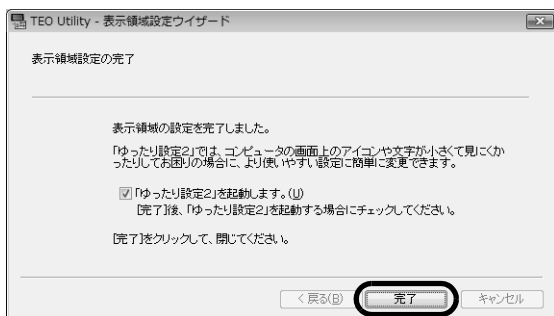 TEO Utility - 表示領域設定ウイザード
表示領域設定の完了
表示領域の設定を完了しました。
「ゆったり設定2」では、コンピュータの画面上のアイコンや文字が小さくて見にくか
ったりしてお困りの場合に、より使いやすい設定に簡単に変更できます。
「ゆったり設定2」を起動します。(U)
[完了]後、「ゆったり設定2」を起動する場合にチェックしてください。
[完了]をクリックして、閉じてください。
< 戻る(B) 完了 キャンセル